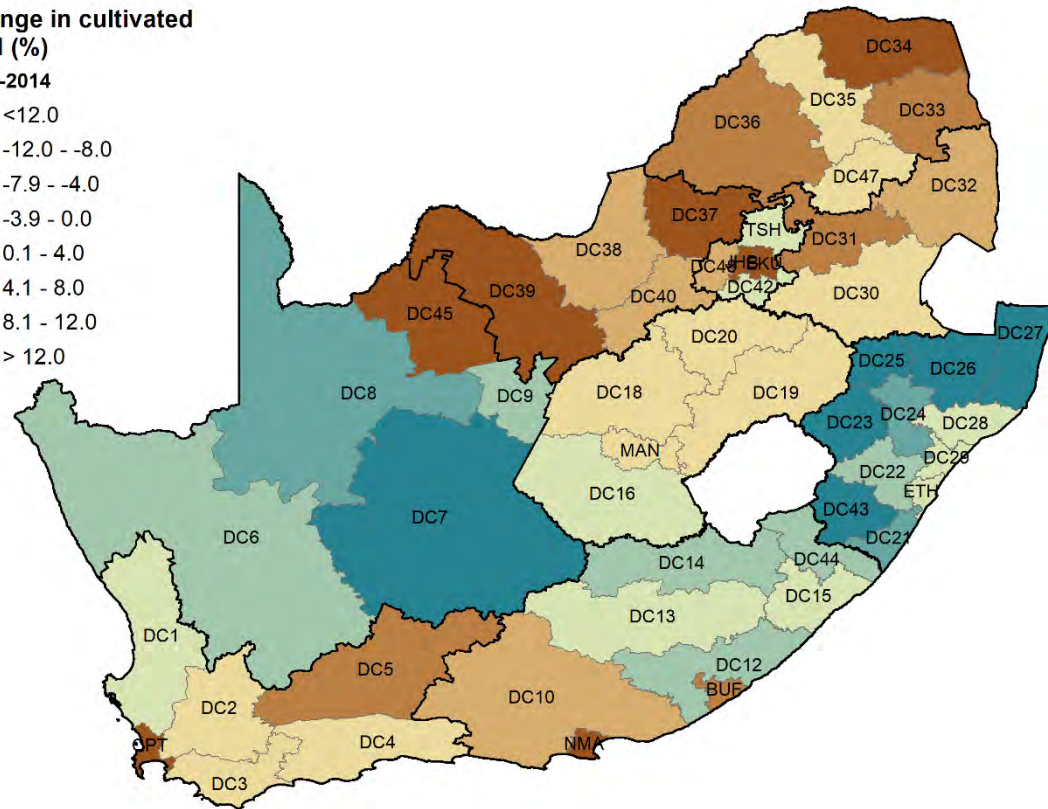 nge in cultivated
(%)
-2014
<12.0
-12.0 - -8.0
-7.9 - -4.0
-3.9 - 0.0
0.1 - 4.0
4.1 - 8.0
8.1 - 12.0
> 12.0
DC34
DC35
DC33
DC36
DC47
DC32
DC37
TSH
DC38
DC31
EKU
DC42
DC40
DC30
DC39
DC45
DC27
DC20
DC25
DC26
DC8
DC9
DC18
DC19
DC24
DC23
DC28
MAN
DC29
DC22
DC16
ETH
DC7
DC43
DC6
DC21
DC14
DC44
DC15
DC13
DC1
DC5
DC12
BUF
DC10
DC2
DC4
NMA
DC3